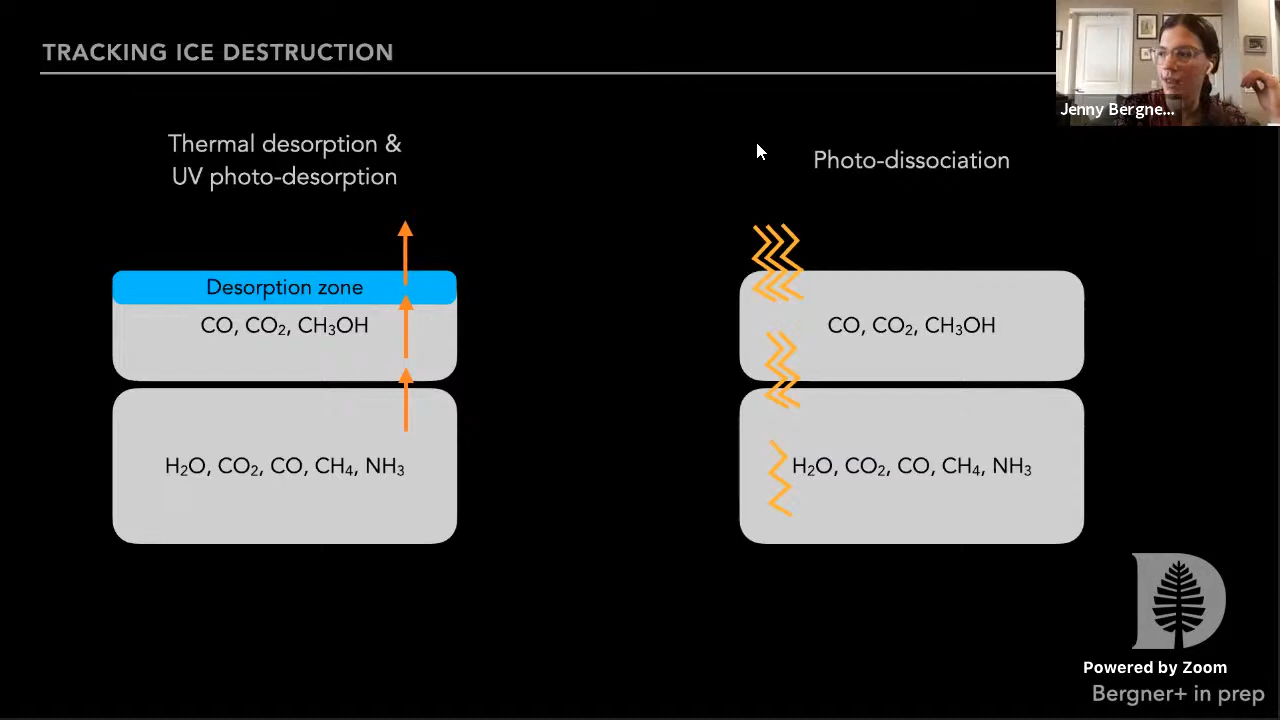 TRACKING ICE DESTRUCTION
Jenny Bergne...
Thermal desorption &
UV photo-desorption
Desorption zone
CO, CO₂, CH₃OH
H₂O, CO₂, CO, CH₄, NH₃
Photo-dissociation
CO, CO₂, CH₃OH
H₂O, CO₂, CO, CH₄, NH₃
D
Powered by Zoom
Bergner+ in prep